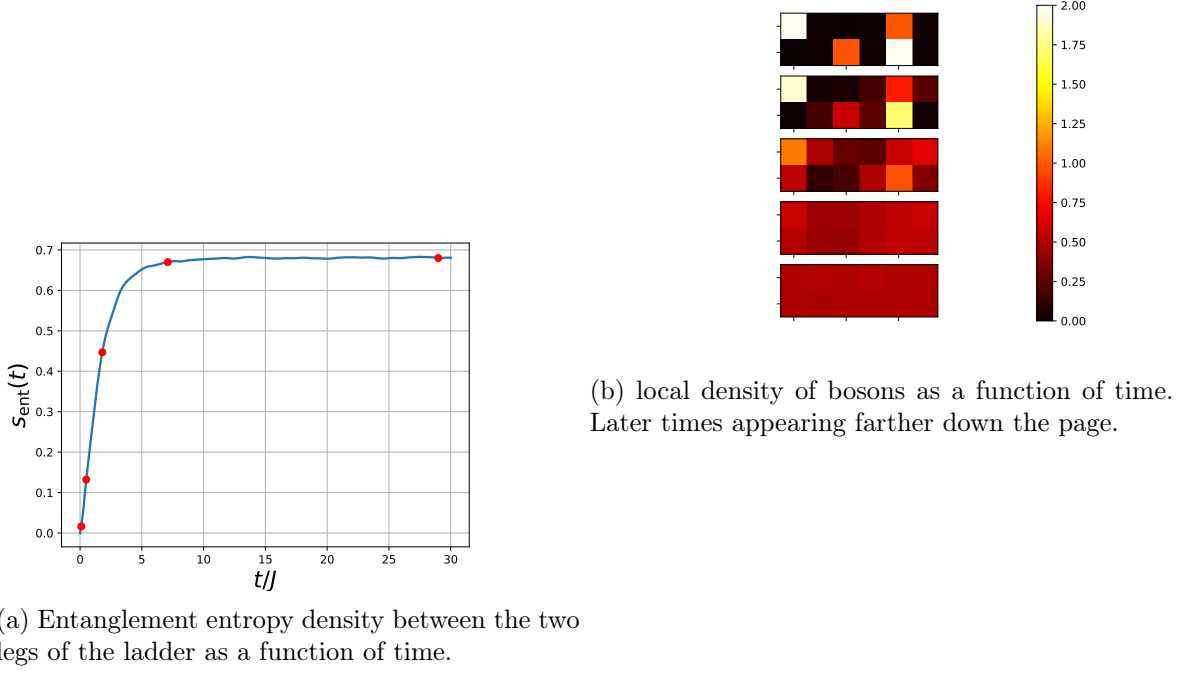 2.00
1.75
1.50
1.25
1.00
0.75
0.50
0.25
0.00
(b) local density of bosons as a function of time.
Later times appearing farther down the page.
0.7
0.6
0.5
0.4
0.3
0.2
0.1
0.0
s_ent(t)
0 5 10 15 20 25 30
t/J
(a) Entanglement entropy density between the two
legs of the ladder as a function of time.